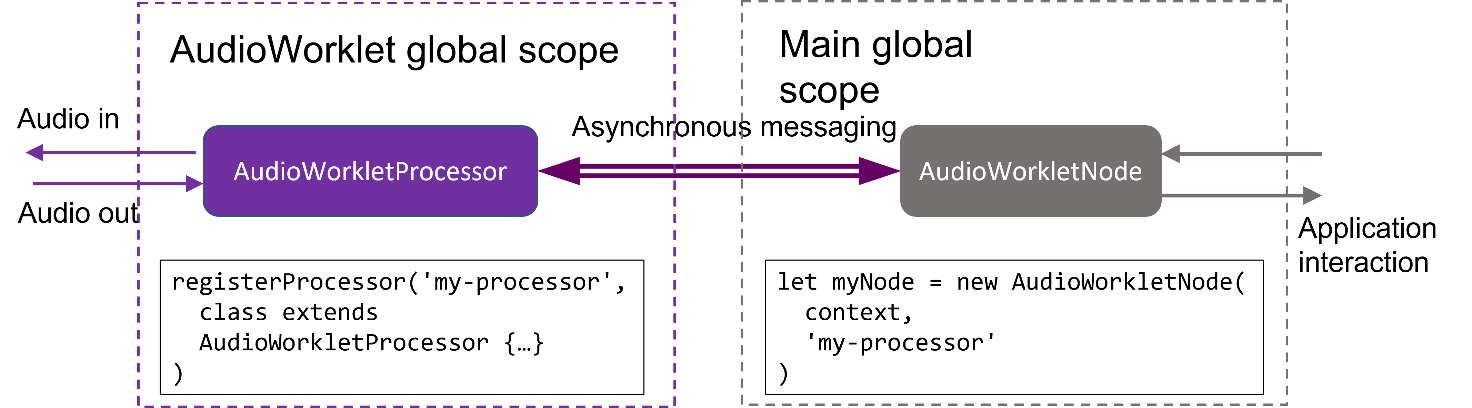 AudioWorklet global scope
Main global
scope
Audio in
Asynchronous messaging
AudioWorkletProcessor
AudioWorkletNode
Audio out
Application
interaction
registerProcessor('my-processor',
class extends
AudioWorkletProcessor {…}
)
let myNode = new AudioWorkletNode(
context,
'my-processor'
)